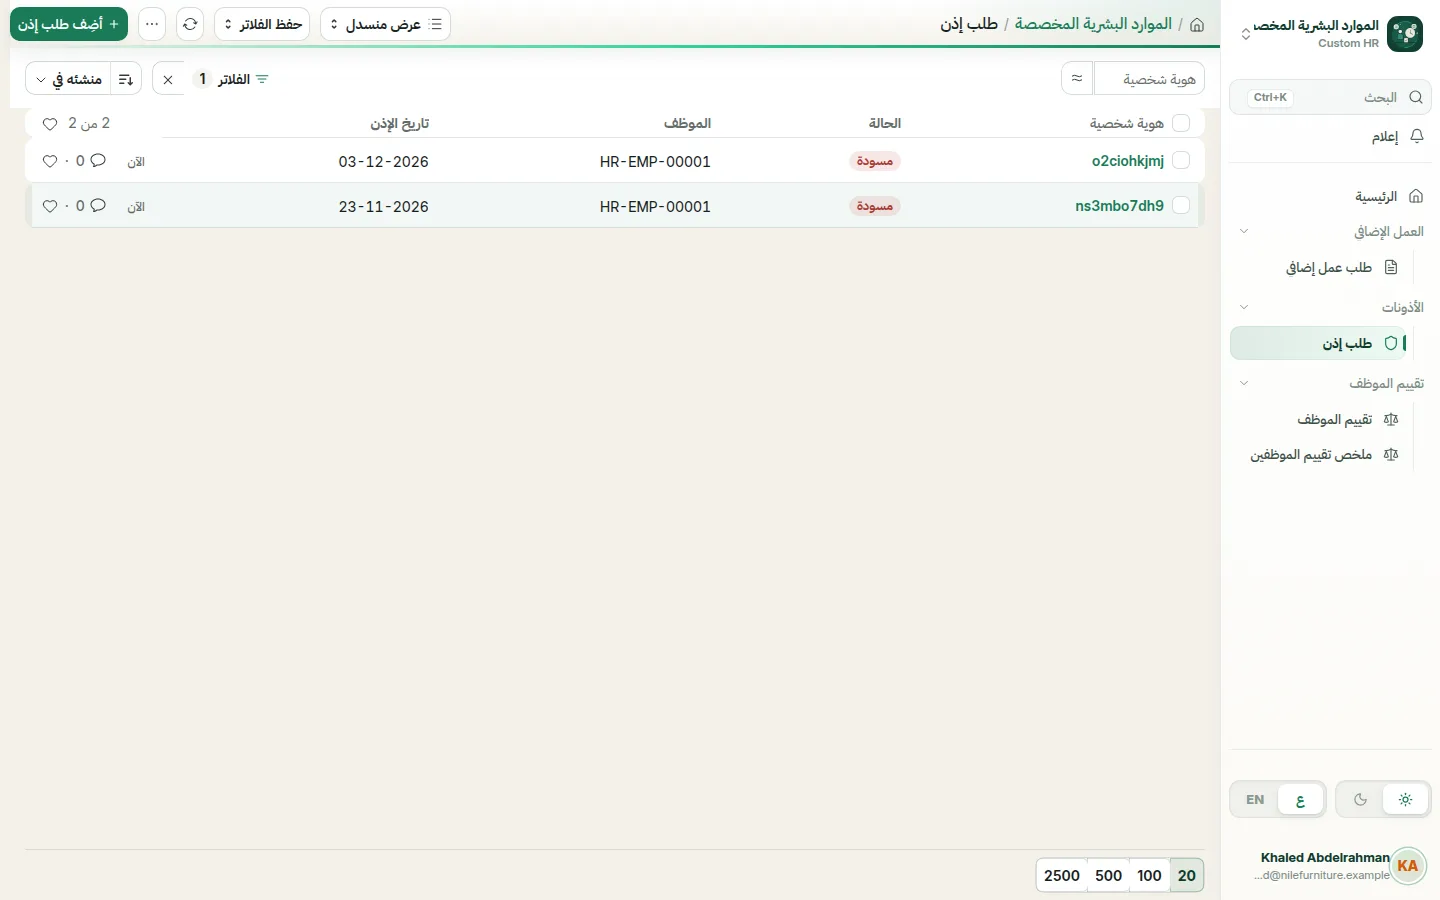 الموارد البشرية المخصص
Custom HR
البحث
Ctrl+K
إعلام
الرئيسية
العمل الإضافي
طلب عمل إضافي
الأذونات
طلب إذن
تقييم الموظف
تقييم الموظف
ملخص تقييم الموظفين
ع
EN
Khaled Abdelrahman
...d@nilefurniture.example
KA
الموارد البشرية المخصصة / طلب إذن
عرض منسدل
حفظ الفلاتر
...
+ أضِف طلب إذن
هوية شخصية
≈
الفلاتر 1
×
منشئه في
هوية شخصية الحالة الموظف تاريخ الإذن 2 من 2
o2ciohkjmj مسودة HR-EMP-00001 03-12-2026 الآن 0 ·
ns3mbo7dh9 مسودة HR-EMP-00001 23-11-2026 الآن 0 ·
20 100 500 2500